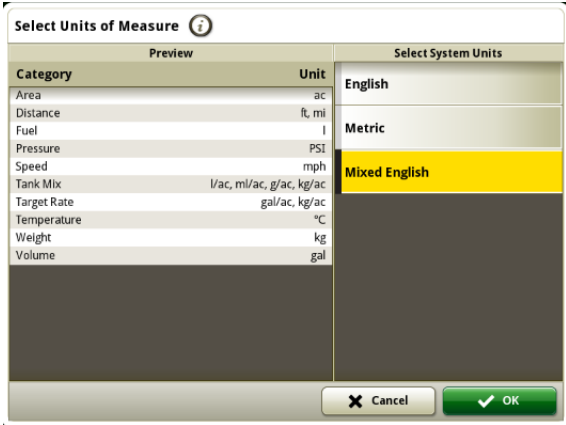 Select Units of Measure
Preview
Select System Units
Category Unit
Area ac
Distance ft, mi
Fuel l
Pressure PSI
Speed mph
Tank Mix l/ac, ml/ac, g/ac, kg/ac
Target Rate gal/ac, kg/ac
Temperature °C
Weight kg
Volume gal
English
Metric
Mixed English
Cancel
OK